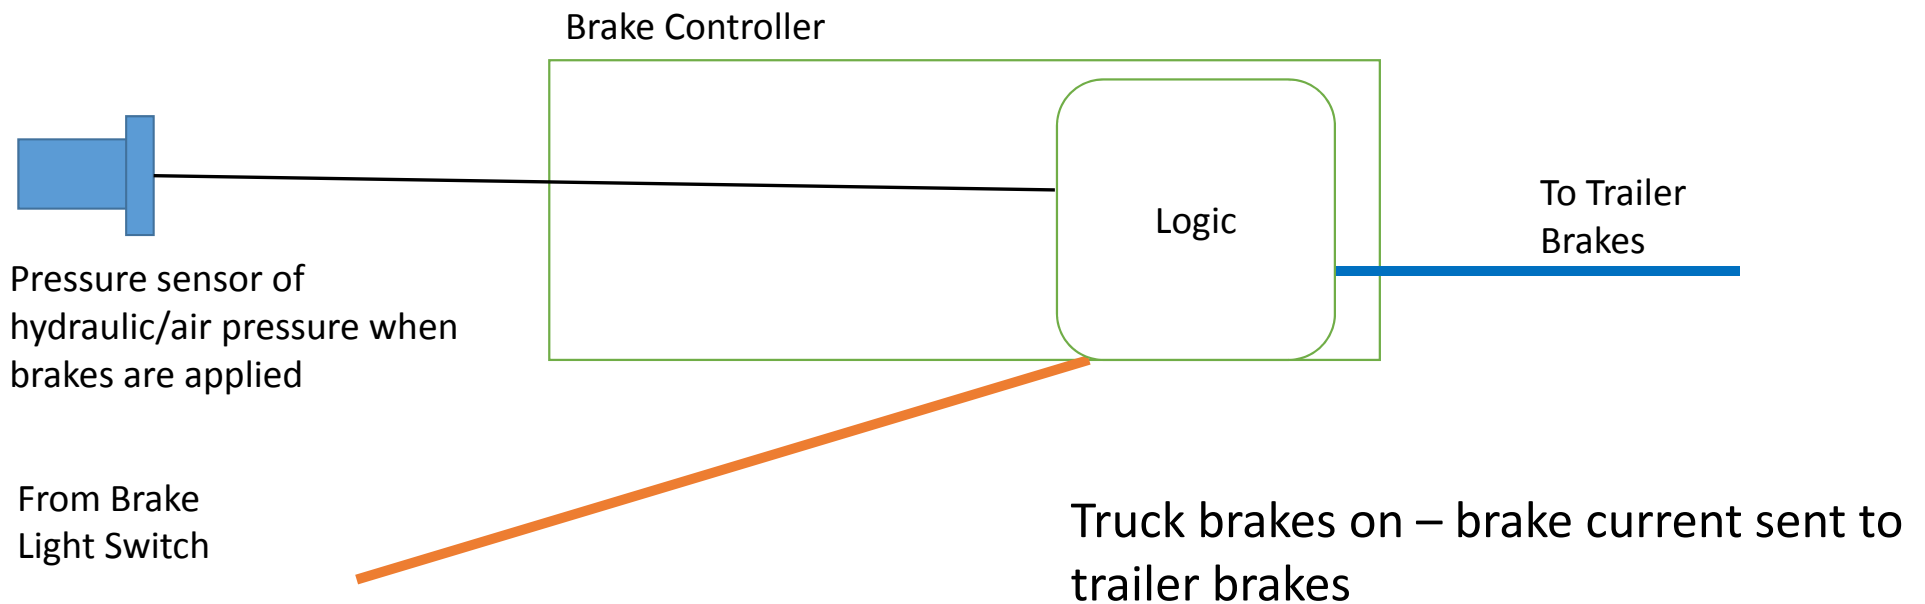 Brake Controller
Logic
To Trailer
Brakes
Pressure sensor of
hydraulic/air pressure when
brakes are applied
From Brake
Light Switch
Truck brakes on – brake current sent to
trailer brakes